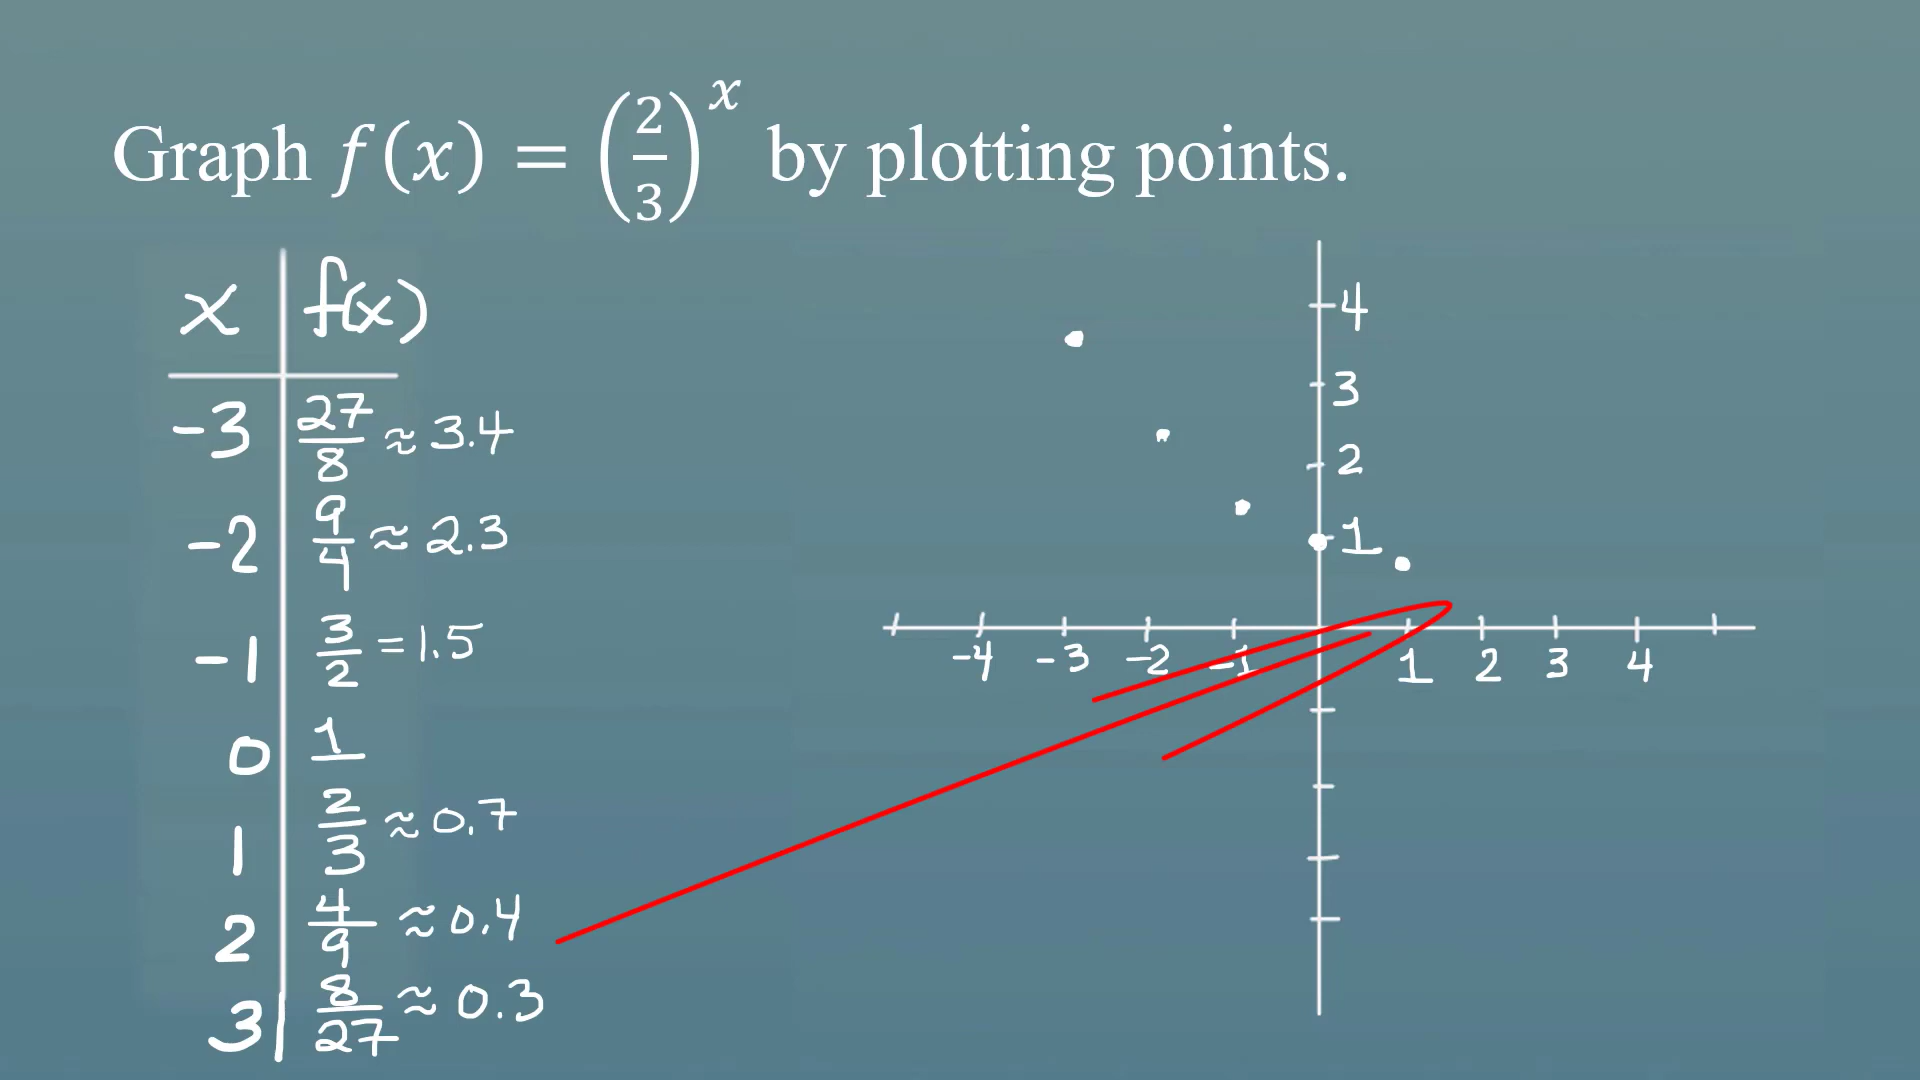 Graph f(x) = (2/3)^x by plotting points.
x f(x)
-3 27/8 ≈ 3.4
-2 9/4 ≈ 2.3
-1 3/2 = 1.5
0 1
1 2/3 ≈ 0.7
2 4/9 ≈ 0.4
3 8/27 ≈ 0.3
4
3
2
1
-4 -3 -2 -1 1 2 3 4